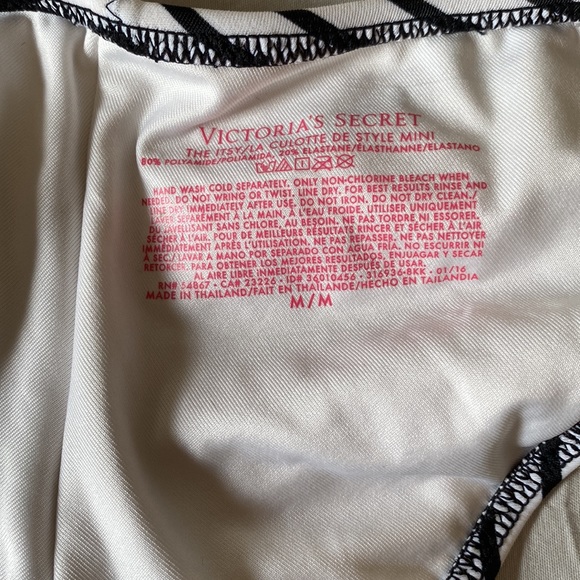 VICTORIA'S SECRET
THE ITSY/LA CULOTTE DE STYLE MINI
80% POLYAMIDE/POLIAMIDA, 20% ELASTANE/ÉLASTHANNE/ELASTANO
HAND WASH COLD SEPARATELY. ONLY NON-CHLORINE BLEACH WHEN
NEEDED. DO NOT WRING OR TWIST. LINE DRY. FOR BEST RESULTS RINSE AND
LINE DRY IMMEDIATELY AFTER USE. DO NOT IRON. DO NOT DRY CLEAN./
LAVER SÉPARÉMENT À LA MAIN, À L'EAU FROIDE. UTILISER UNIQUEMENT
DU JAVELLISANT SANS CHLORE, AU BESOIN. NE PAS TORDRE NI ESSORER.
SÉCHER À L'AIR. POUR DE MEILLEURS RÉSULTATS RINCER ET SÉCHER À L'AIR
IMMÉDIATEMENT APRÈS L'UTILISATION. NE PAS REPASSER. NE PAS NETTOYER
À SEC./LAVAR A MANO POR SEPARADO CON AGUA FRIA. NO ESCURRIR NI
RETORCER. PARA OBTENER LOS MEJORES RESULTADOS, ENJUAGAR Y SECAR
AL AIRE LIBRE INMEDIATAMENTE DESPUÉS DE USAR.
RN# 54867 • CA# 23226 • ID# 36010456 • 316936-BKK • 01/16
MADE IN THAILAND/FAIT EN THAÏLANDE/HECHO EN TAILANDIA
M/M